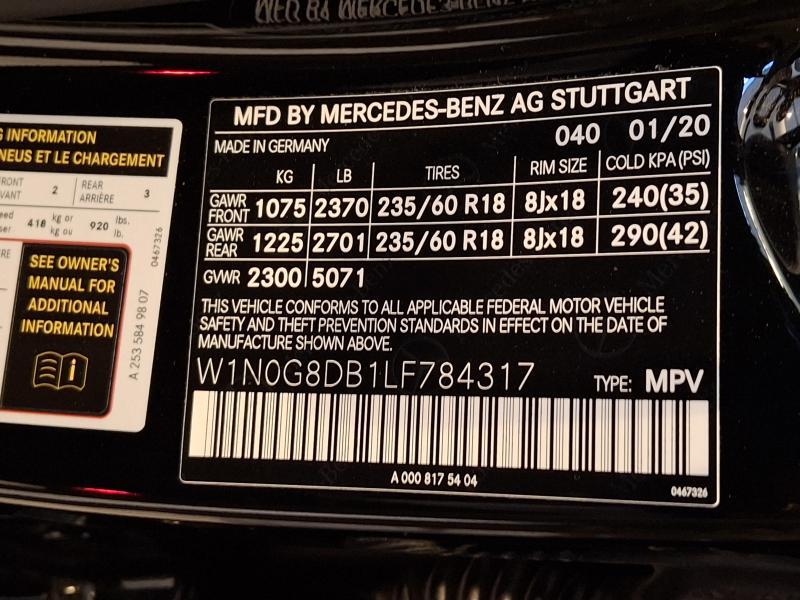 G INFORMATION
NEUS ET LE CHARGEMENT
FRONT
VANT
2
REAR
ARRIÈRE
3
418 kg or
kg ou
920 lbs.
lb.
SEE OWNER'S
MANUAL FOR
ADDITIONAL
INFORMATION
A 253 584 98 07
0467326
MFD BY MERCEDES-BENZ AG STUTTGART
MADE IN GERMANY
040 01/20
KG LB TIRES RIM SIZE COLD KPA (PSI)
GAWR
FRONT 1075 2370 235/60 R18 8Jx18 240(35)
GAWR
REAR 1225 2701 235/60 R18 8Jx18 290(42)
GVWR 2300 5071
THIS VEHICLE CONFORMS TO ALL APPLICABLE FEDERAL MOTOR VEHICLE
SAFETY AND THEFT PREVENTION STANDARDS IN EFFECT ON THE DATE OF
MANUFACTURE SHOWN ABOVE.
W1N0G8DB1LF784317
TYPE: MPV
A 000 817 54 04
0467326